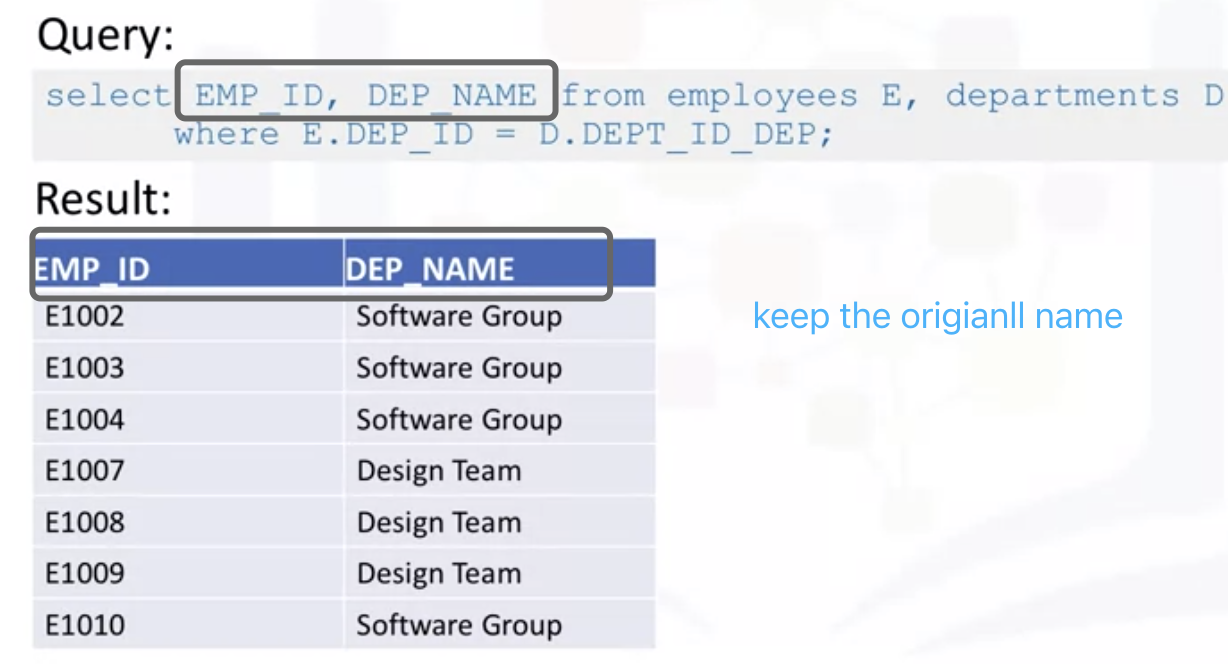 Query:
select EMP_ID, DEP_NAME from employees E, departments D
where E.DEP_ID = D.DEPT_ID_DEP;
Result:
EMP_ID DEP_NAME
E1002 Software Group
keep the origianll name
E1003 Software Group
E1004 Software Group
E1007 Design Team
E1008 Design Team
E1009 Design Team
E1010 Software Group